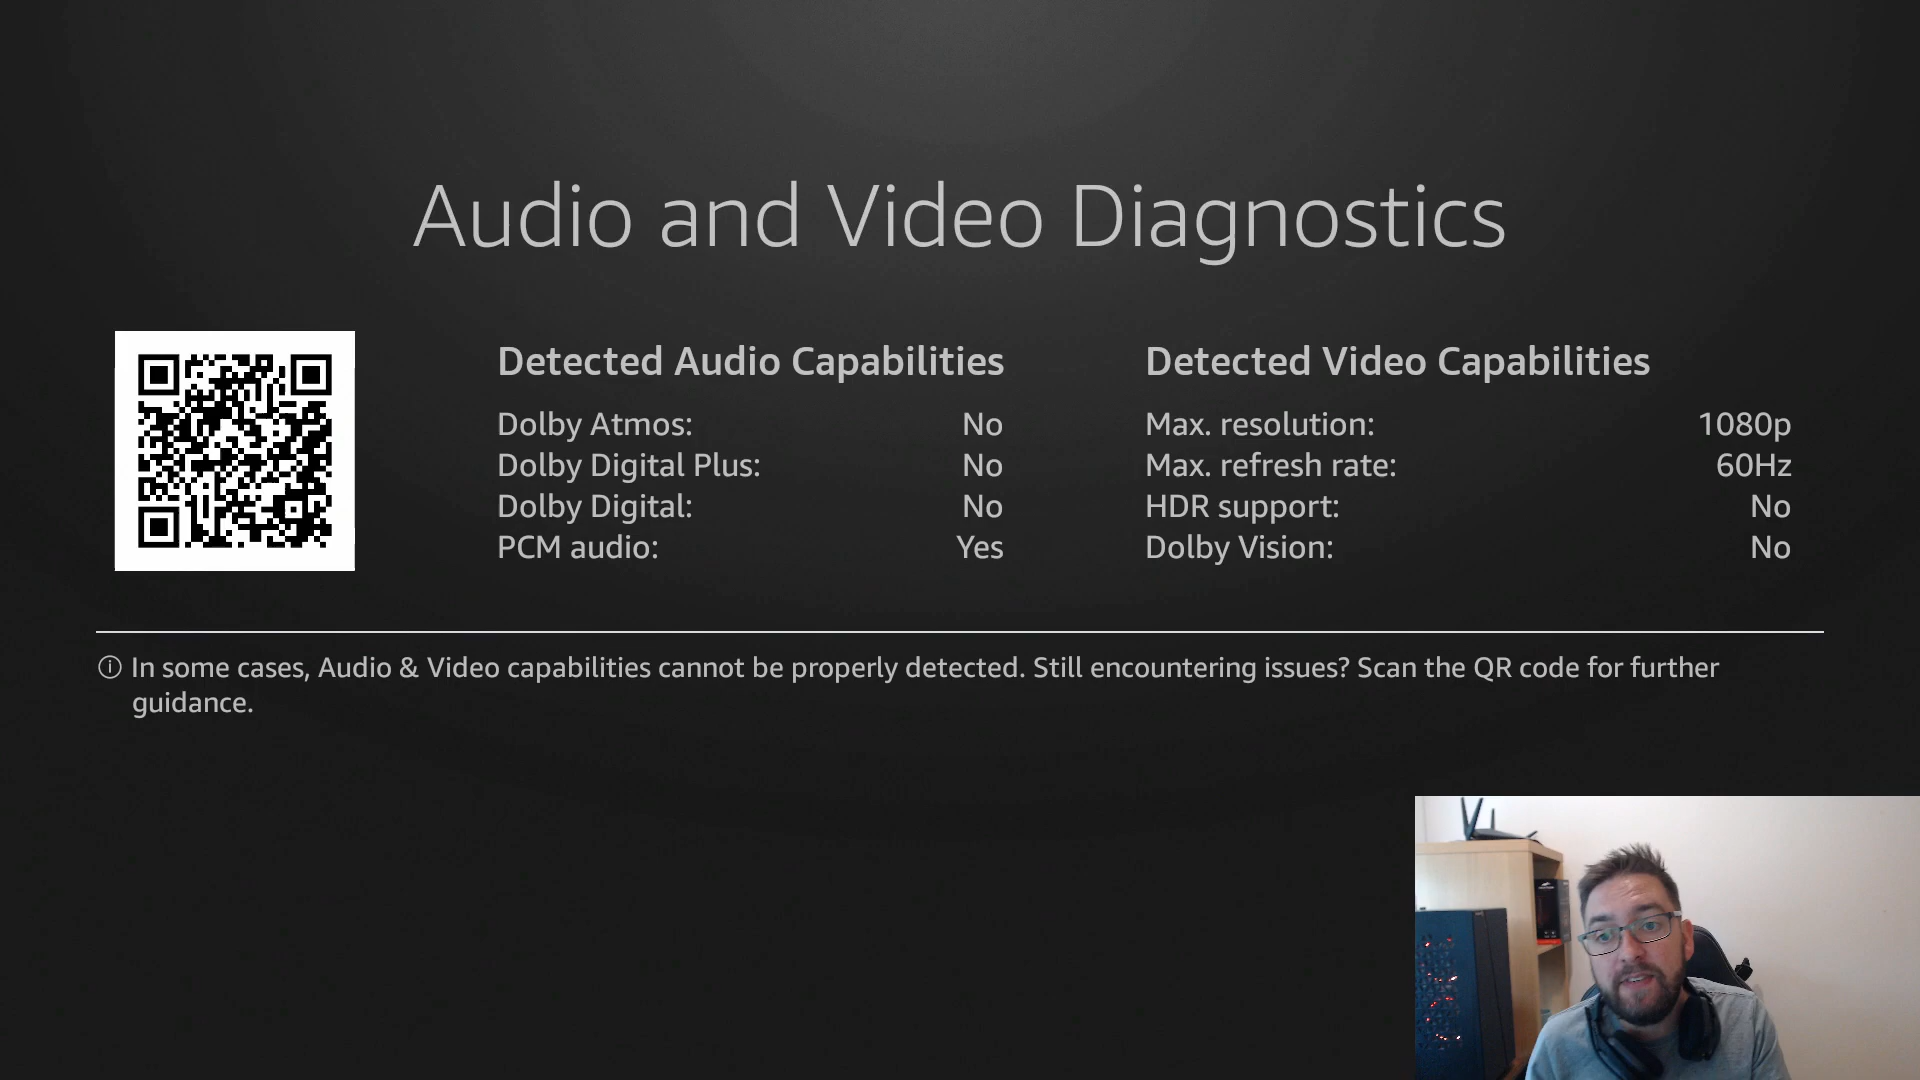 Audio and Video Diagnostics
Detected Audio Capabilities
Dolby Atmos: No
Dolby Digital Plus: No
Dolby Digital: No
PCM audio: Yes
Detected Video Capabilities
Max. resolution: 1080p
Max. refresh rate: 60Hz
HDR support: No
Dolby Vision: No
In some cases, Audio & Video capabilities cannot be properly detected. Still encountering issues? Scan the QR code for further
guidance.